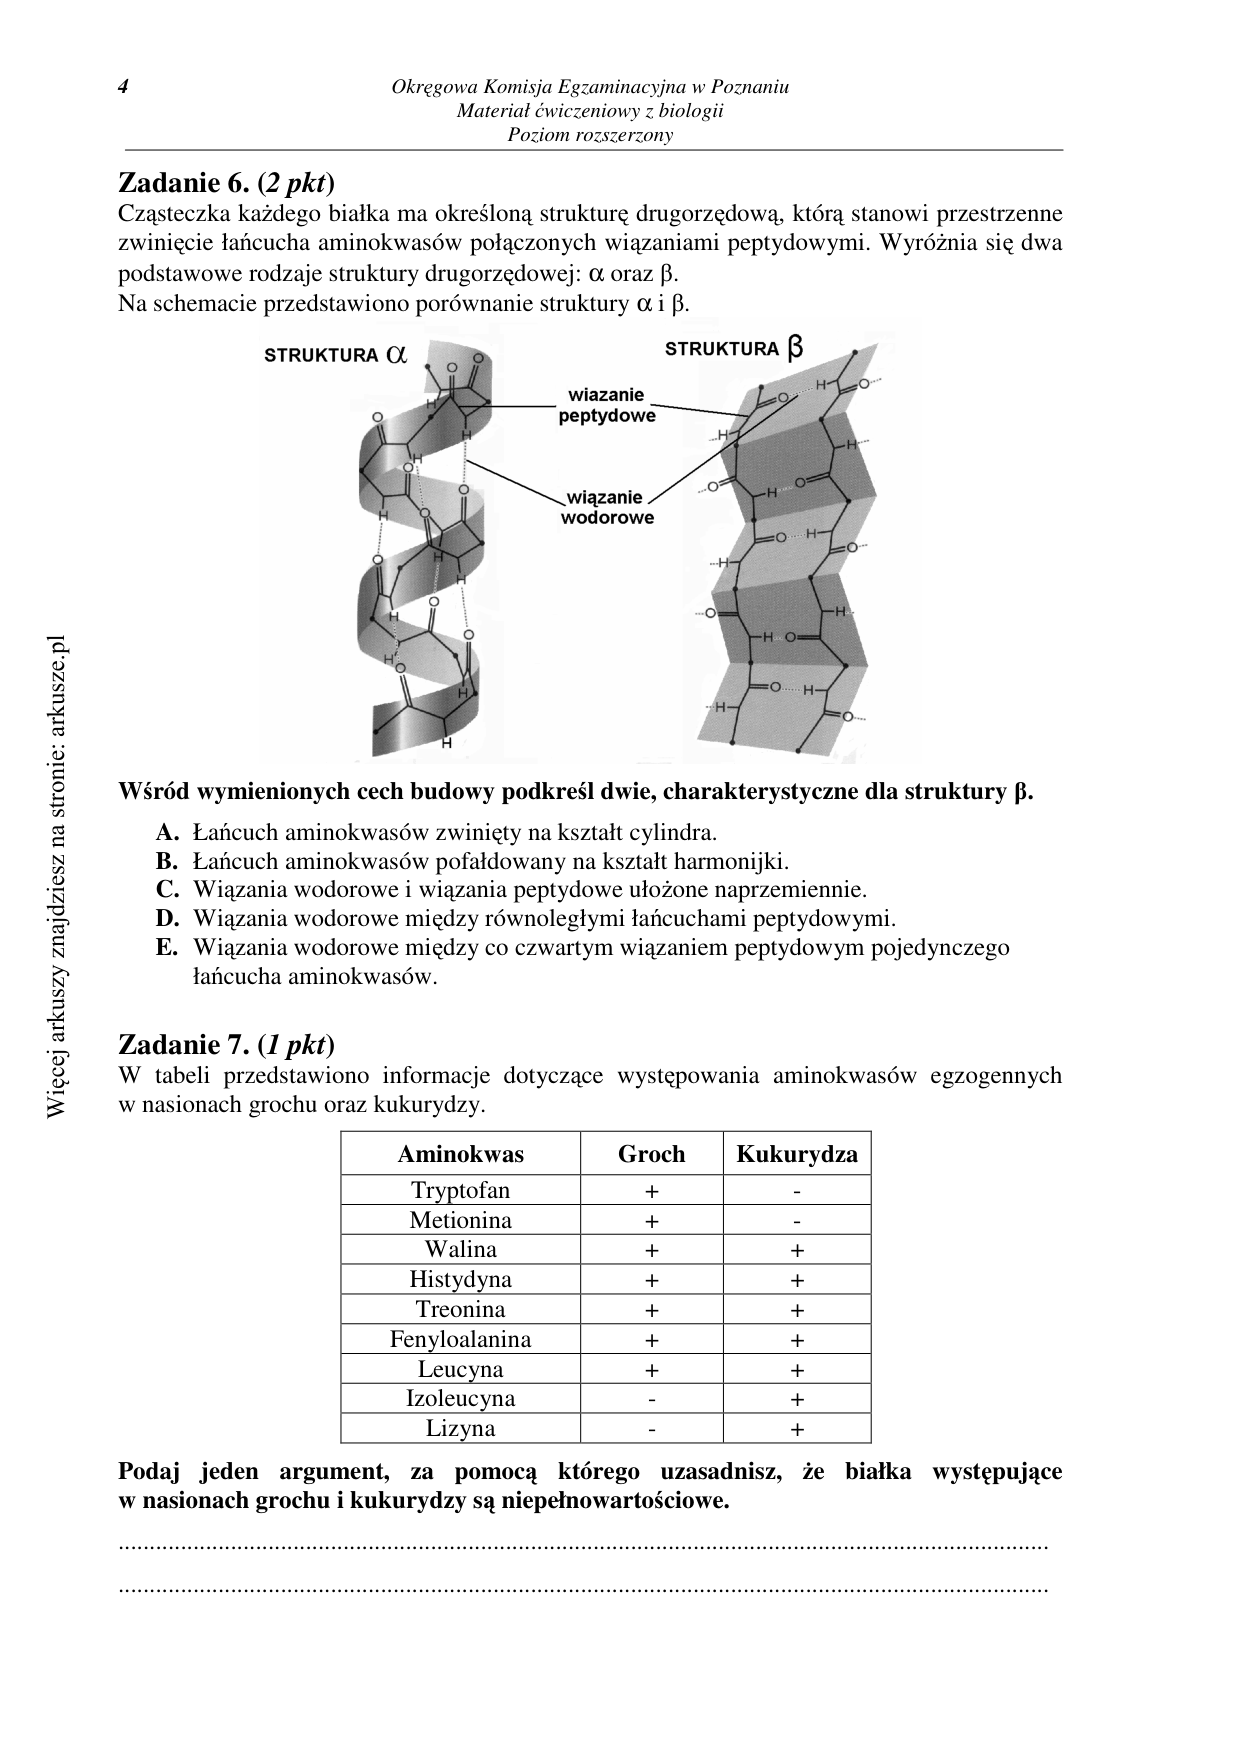 4
Okręgowa Komisja Egzaminacyjna w Poznaniu
Materiał ćwiczeniowy z biologii
Poziom rozszerzony
Zadanie 6. (2 pkt)
Cząsteczka każdego białka ma określoną strukturę drugorzędową, którą stanowi przestrzenne
zwinięcie łańcucha aminokwasów połączonych wiązaniami peptydowymi. Wyróżnia się dwa
podstawowe rodzaje struktury drugorzędowej: α oraz β.
Na schemacie przedstawiono porównanie struktury α i β.
STRUKTURA α
STRUKTURA β
wiazanie
peptydowe
wiązanie
wodorowe
Wśród wymienionych cech budowy podkreśl dwie, charakterystyczne dla struktury β.
A. Łańcuch aminokwasów zwinięty na kształt cylindra.
B. Łańcuch aminokwasów pofałdowany na kształt harmonijki.
C. Wiązania wodorowe i wiązania peptydowe ułożone naprzemiennie.
D. Wiązania wodorowe między równoległymi łańcuchami peptydowymi.
E. Wiązania wodorowe między co czwartym wiązaniem peptydowym pojedynczego
łańcucha aminokwasów.
Zadanie 7. (1 pkt)
W tabeli przedstawiono informacje dotyczące występowania aminokwasów egzogennych
w nasionach grochu oraz kukurydzy.
Aminokwas Groch Kukurydza
Tryptofan + -
Metionina + -
Walina + +
Histydyna + +
Treonina + +
Fenyloalanina + +
Leucyna + +
Izoleucyna - +
Lizyna - +
Podaj jeden argument, za pomocą którego uzasadnisz, że białka występujące
w nasionach grochu i kukurydzy są niepełnowartościowe.
Więcej arkuszy znajdziesz na stronie: arkusze.pl